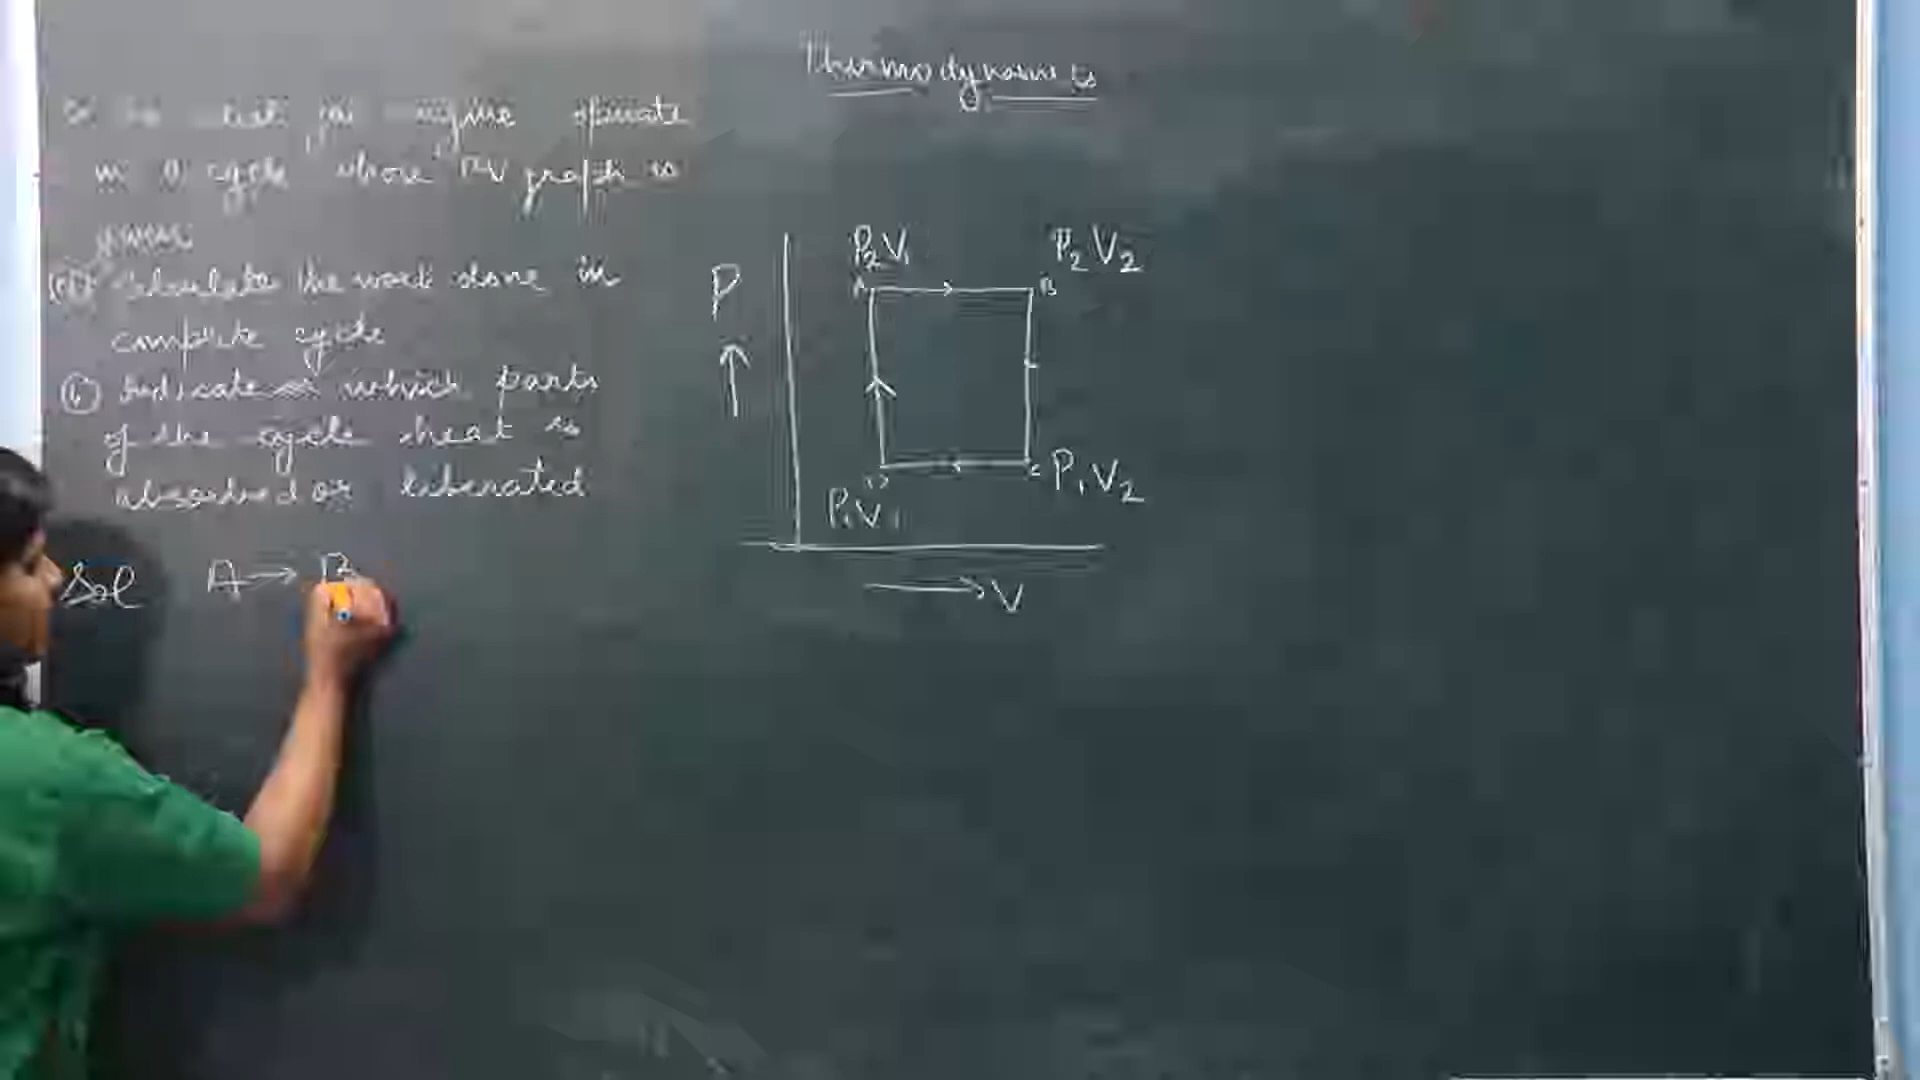 Thermodynamics
engine operate
in a cycle whose PV graph is
given
(a) Calculate the work done in
complete cycle
(b) Indicate in which parts
of the cycle heat is
absorbed or liberated
Sol A → B
P₂V₁ P₂V₂
A B
P
D C P₁V₂
P₁V₁
V